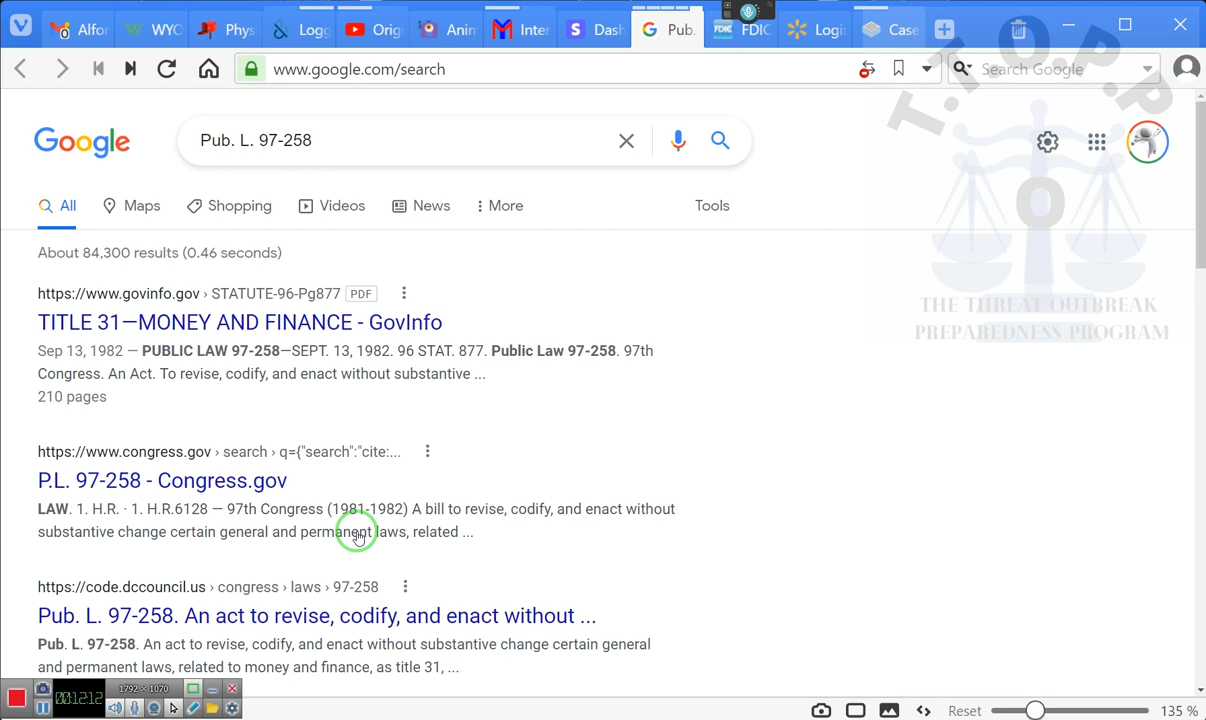 Alfor
WYO
Phys
Logg
Orig
Anin
Inter
Dash
Pub.
FDIC
Logi
Case
www.google.com/search
Search Google
T.T.O.P.P
O
Google
Pub. L. 97-258
All
Maps
Shopping
Videos
News
More
Tools
About 84,300 results (0.46 seconds)
https://www.govinfo.gov › STATUTE-96-Pg877 PDF
TITLE 31—MONEY AND FINANCE - GovInfo
THE THREAT OUTBREAK
PREPAREDNESS PROGRAM
Sep 13, 1982 — PUBLIC LAW 97-258—SEPT. 13, 1982. 96 STAT. 877. Public Law 97-258. 97th
Congress. An Act. To revise, codify, and enact without substantive ...
210 pages
https://www.congress.gov › search › q={"search":"cite:...
P.L. 97-258 - Congress.gov
LAW. 1. H.R. · 1. H.R.6128 — 97th Congress (1981-1982) A bill to revise, codify, and enact without
substantive change certain general and permanent laws, related ...
https://code.dccouncil.us › congress › laws › 97-258
Pub. L. 97-258. An act to revise, codify, and enact without ...
Pub. L. 97-258. An act to revise, codify, and enact without substantive change certain general
and permanent laws, related to money and finance, as title 31, ...
1792 × 1070
Reset
135 %